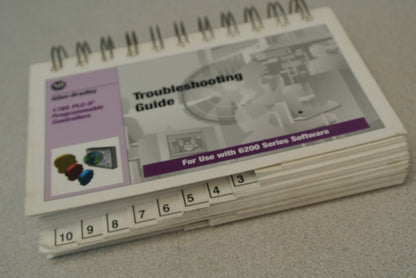 Allen-Bradley
1785 PLC-5
Programmable
Controllers
Troubleshooting
Guide
For Use with 6200 Series Software
10 9 8 7 6 5 4 3